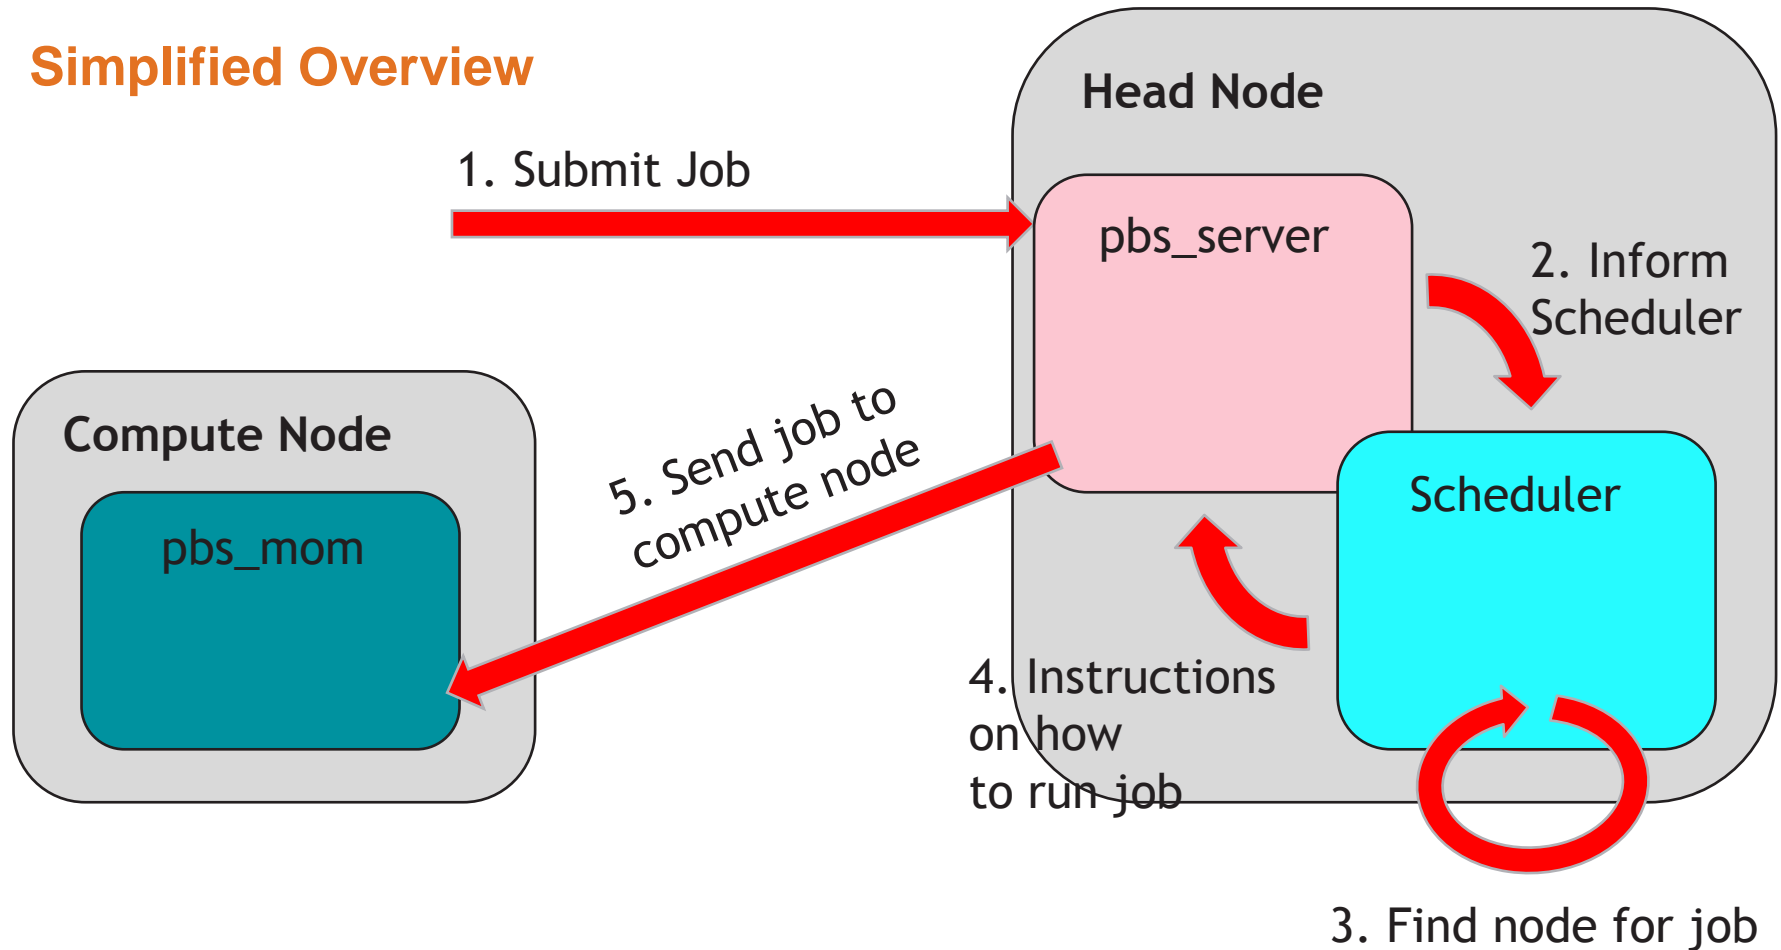 Simplified Overview
Head Node
1. Submit Job
pbs_server
2. Inform
Scheduler
Compute Node
5. Send job to
compute node
Scheduler
pbs_mom
4. Instructions
on how
to run job
3. Find node for job